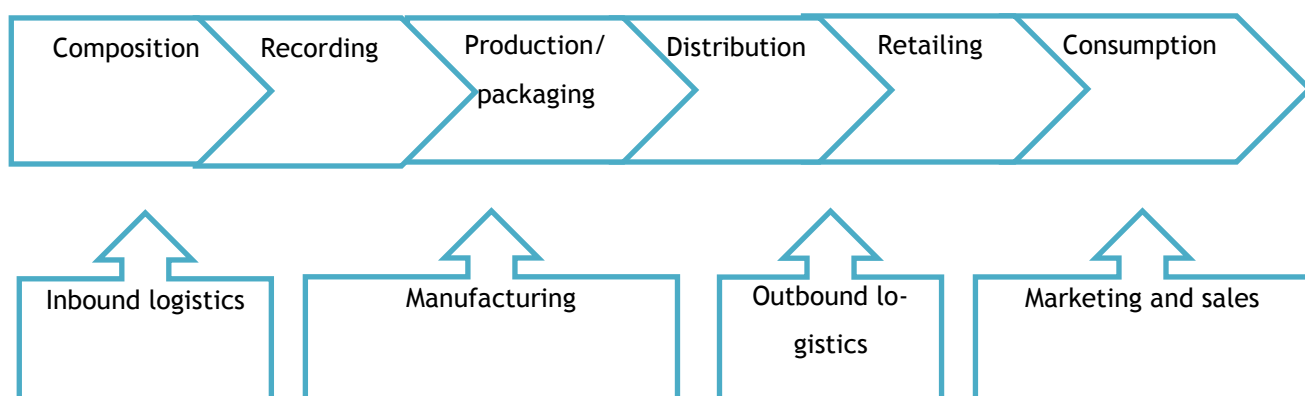 Composition
Recording
Production/
packaging
Distribution
Retailing
Consumption
Inbound logistics
Manufacturing
Outbound lo-
gistics
Marketing and sales